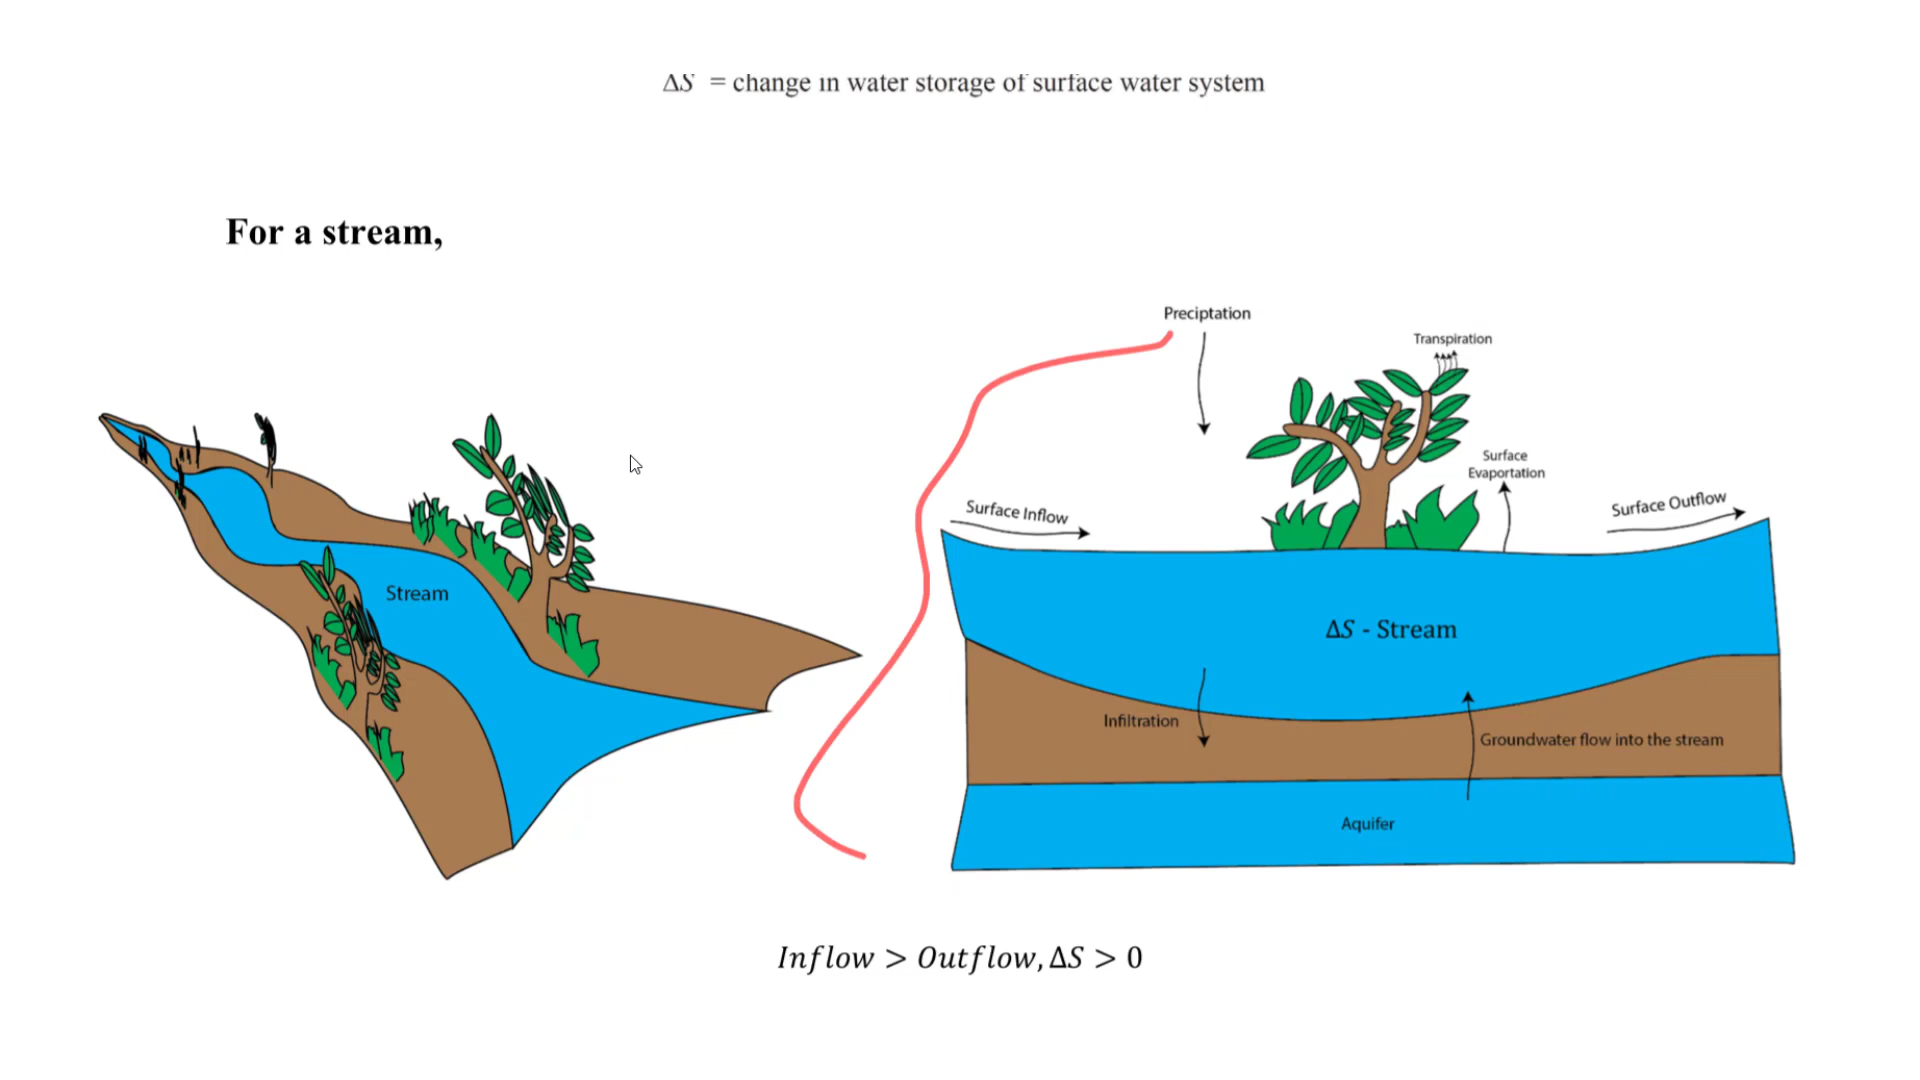 ΔS = change in water storage of surface water system
For a stream,
Preciptation
Transpiration
Surface
Evaportation
Surface Inflow
Surface Outflow
Stream
ΔS - Stream
Infiltration
Groundwater flow into the stream
Aquifer
Inflow > Outflow, ΔS > 0